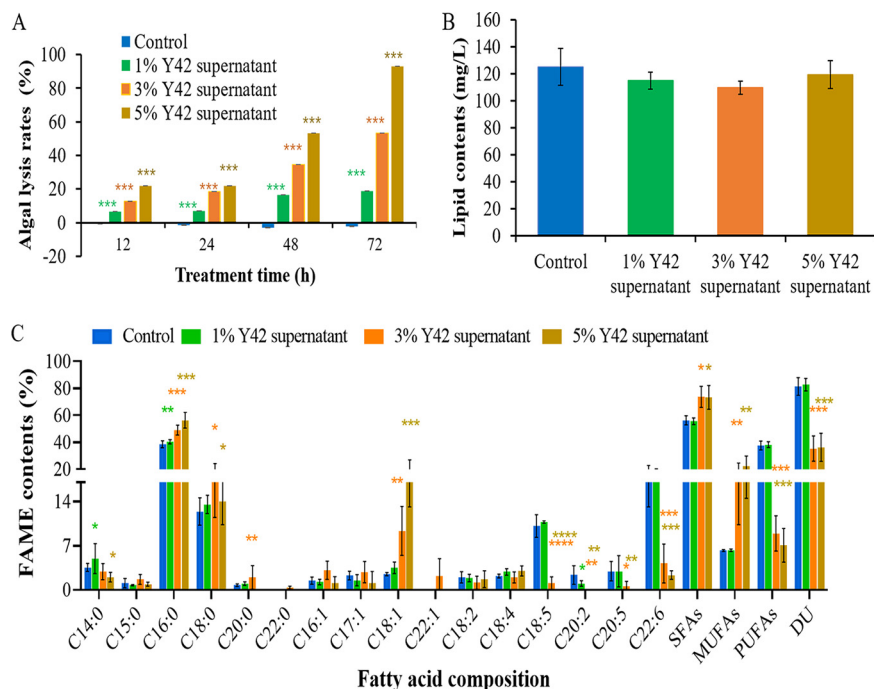 A
Control
1% Y42 supernatant
3% Y42 supernatant
5% Y42 supernatant
Algal lysis rates (%)
100
80
60
40
20
0
-20
***
***
***
***
***
***
***
***
***
***
***
***
12
24
48
72
Treatment time (h)
B
Lipid contents (mg/L)
160
140
120
100
80
60
40
20
0
Control
1% Y42
supernatant
3% Y42
supernatant
5% Y42
supernatant
C
Control
1% Y42 supernatant
3% Y42 supernatant
5% Y42 supernatant
FAME contents (%)
100
80
60
40
20
14
7
0
*
*
**
***
***
*
*
**
**
***
****
****
*
**
**
**
*
***
***
* *
**
**
***
***
***
***
C14:0
C15:0
C16:0
C18:0
C20:0
C22:0
C16:1
C17:1
C18:1
C22:1
C18:2
C18:4
C18:5
C20:2
C20:5
C22:6
SFAs
MUFAs
PUFAs
DU
Fatty acid composition